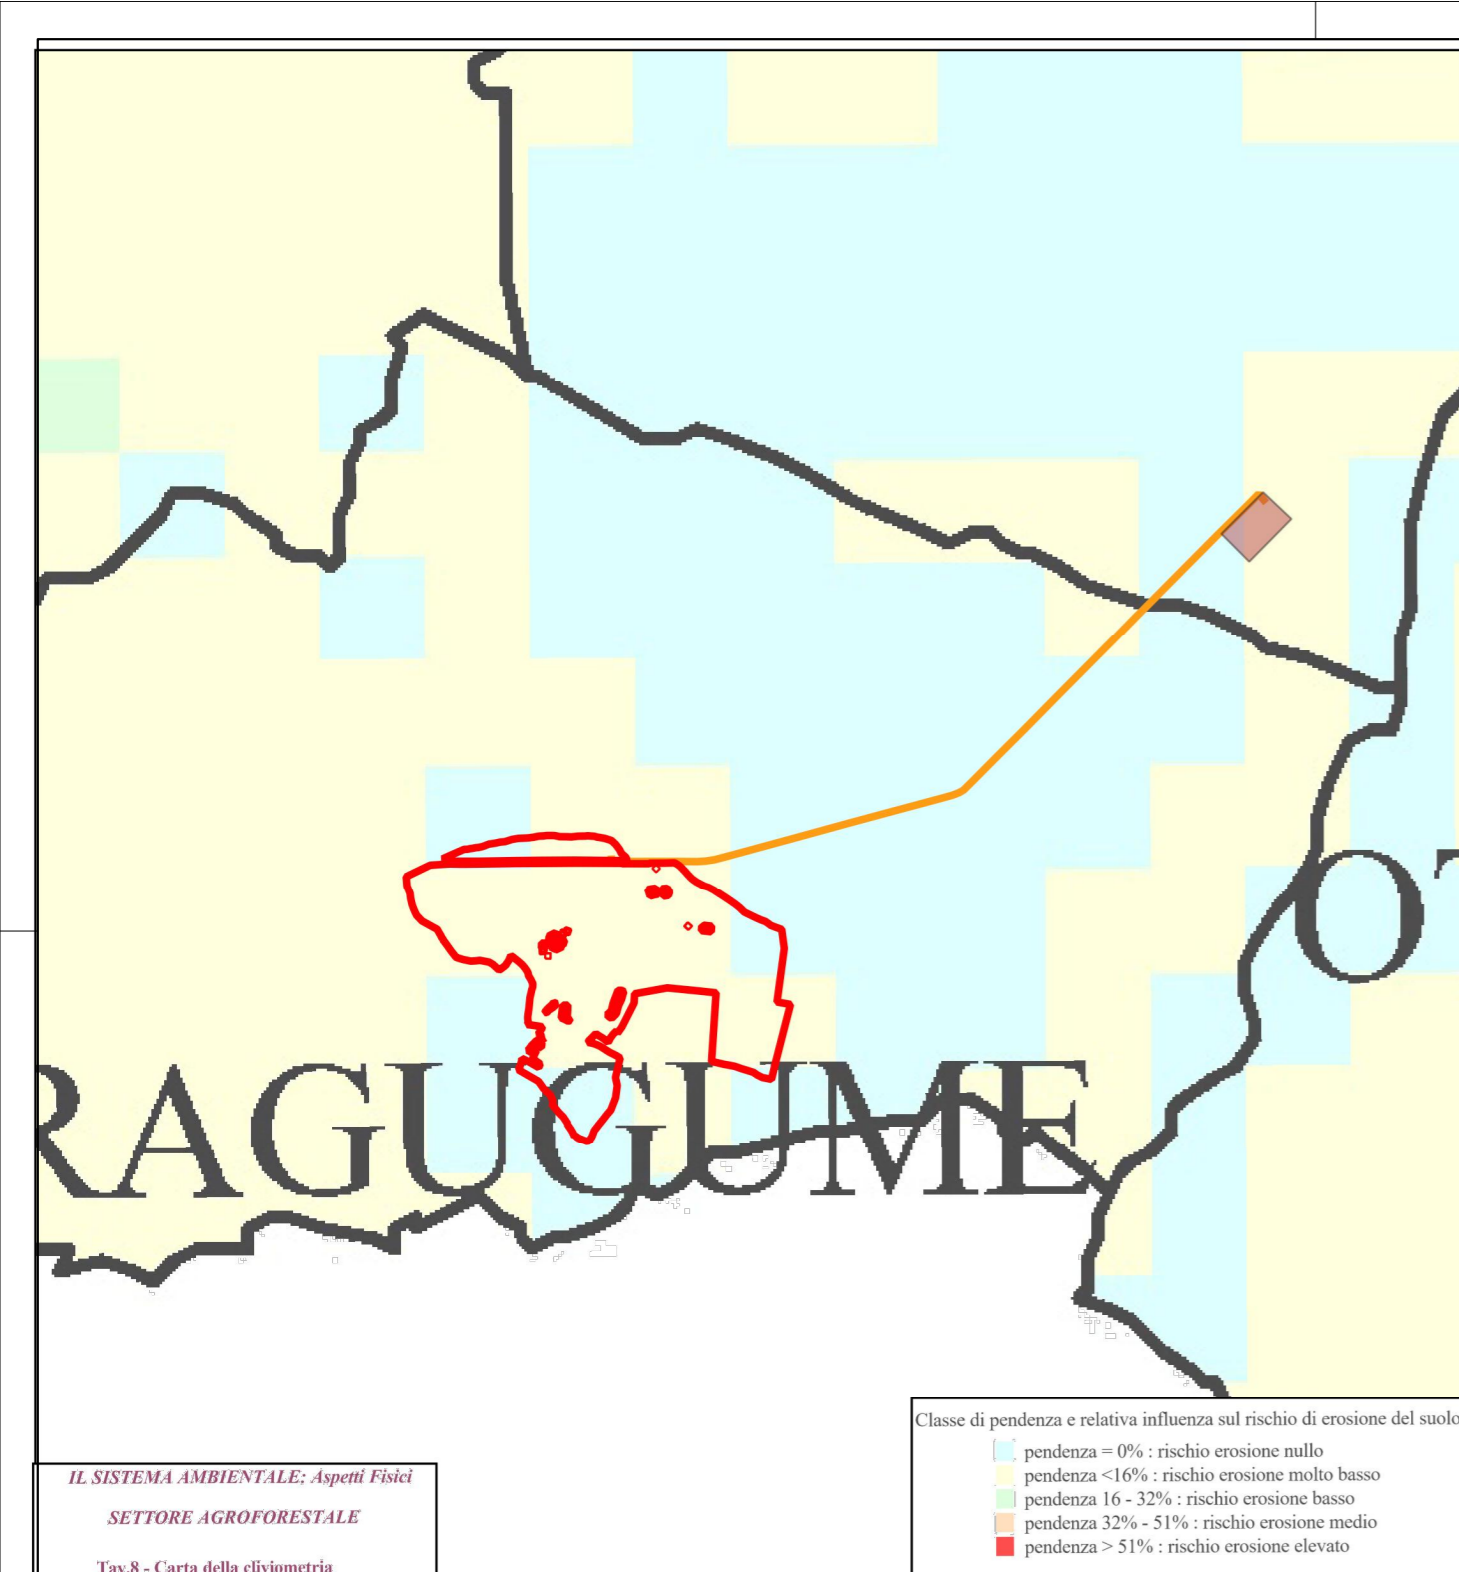 OT
RAGUGUME
Classe di pendenza e relativa influenza sul rischio di erosione del suolo
pendenza = 0% : rischio erosione nullo
pendenza <16% : rischio erosione molto basso
pendenza 16 - 32% : rischio erosione basso
pendenza 32% - 51% : rischio erosione medio
pendenza > 51% : rischio erosione elevato
IL SISTEMA AMBIENTALE; Aspetti Fisici
SETTORE AGROFORESTALE
Tav.8 - Carta della cliviometria